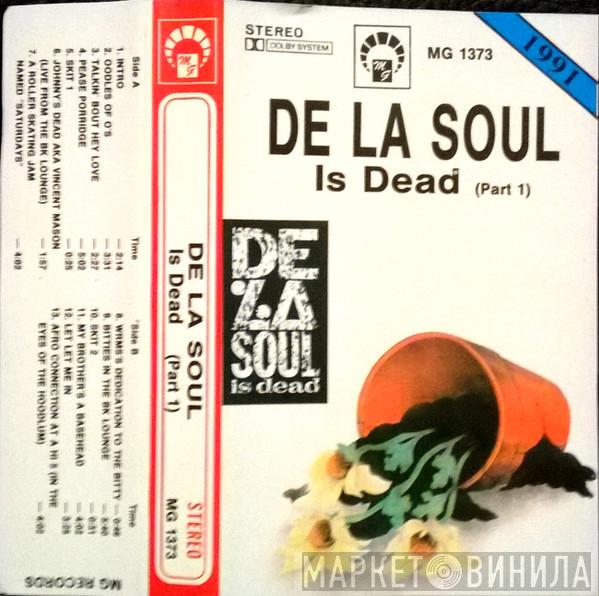 STEREO
DOLBY SYSTEM
MG
MG 1373
1991
DE LA SOUL
Is Dead (Part 1)
DE
LA
SOUL
is dead
MG
DE LA SOUL
Is Dead (Part 1)
STEREO
MG 1373
Side A Time
1. INTRO — 2:14
2. OODLES OF O'S — 3:31
3. TALKIN' BOUT HEY LOVE — 2:27
4. PEASE PORRIDGE — 5:02
5. SKIT 1 — 0:25
6. JOHNNY'S DEAD AKA VINCENT MASON
(LIVE FROM THE BK LOUNGE) — 1:57
7. A ROLLER SKATING JAM
NAMED "SATURDAYS" — 4:02
"Side B Time
8. WRMS'S DEDICATION TO THE BITTY — 0:46
9. BITTIES IN THE BK LOUNGE — 5:40
10. SKIT 2 — 0:31
11. MY BROTHER'S A BASEHEAD — 4:02
12. LET LET ME IN — 3:25
13. AFRO CONNECTION AT A HI 5 (IN THE
EYES OF THE HOODLUM) — 4:02
MG RECORDS
МАРКЕТ ВИНИЛА